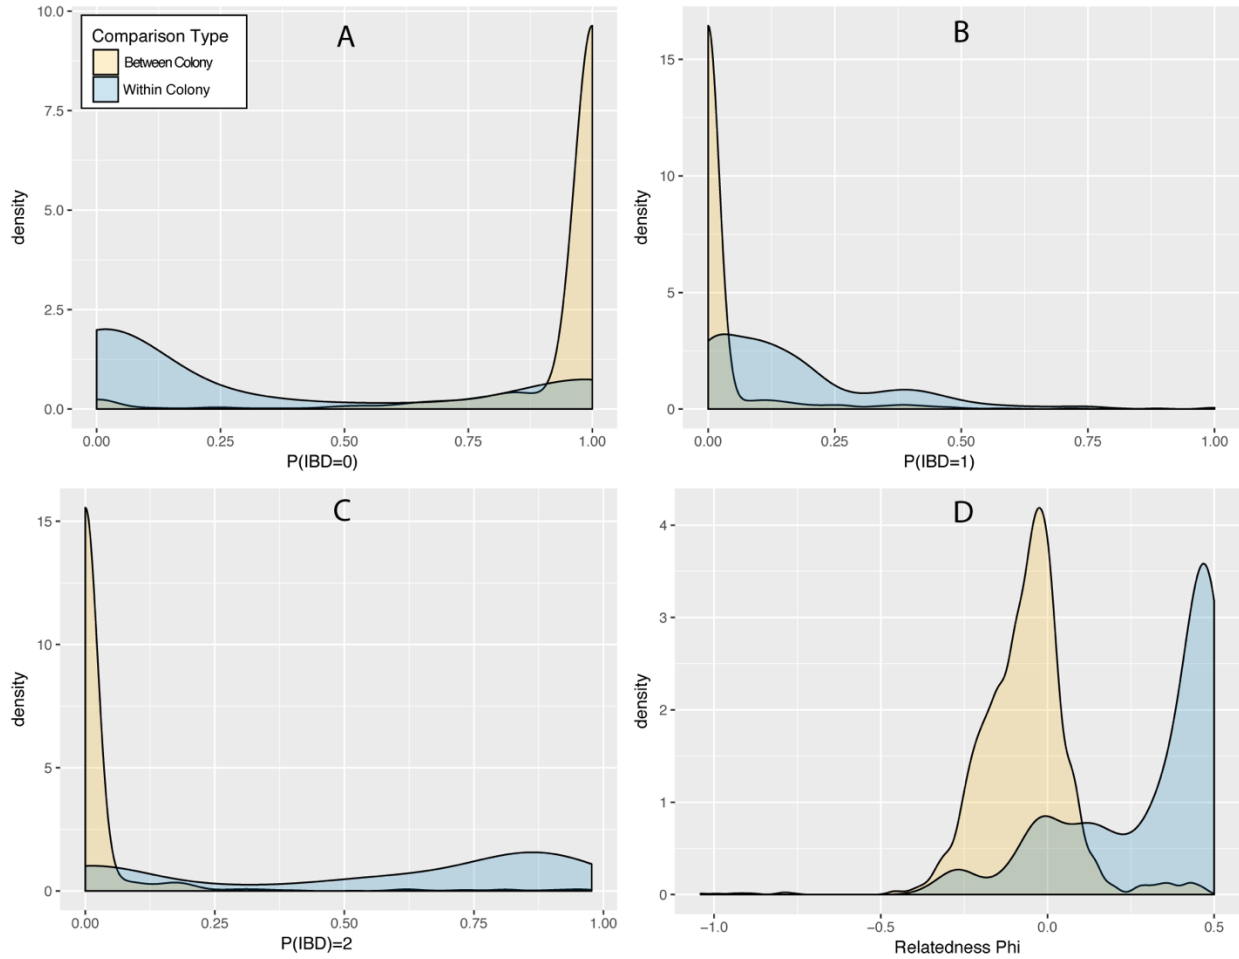 A
Comparison Type
Between Colony
Within Colony
density
10.0
7.5
5.0
2.5
0.0
0.00 0.25 0.50 0.75 1.00
P(IBD=0)
B
density
15
10
5
0
0.00 0.25 0.50 0.75 1.00
P(IBD=1)
C
density
15
10
5
0
0.00 0.25 0.50 0.75 1.00
P(IBD)=2
D
density
4
3
2
1
0
−1.0 −0.5 0.0 0.5
Relatedness Phi